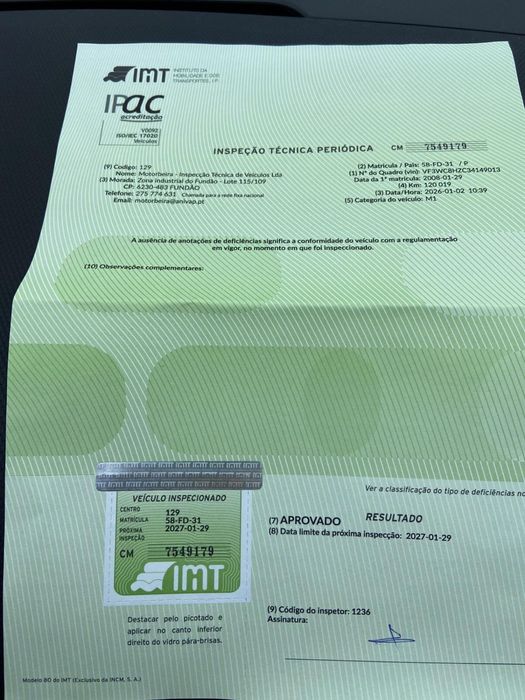 IMT INSTITUTO DA
MOBILIDADE E DOS
TRANSPORTES, I.P.
IPAC
acreditação
V0092
ISO/IEC 17020
Veículos
INSPEÇÃO TÉCNICA PERIÓDICA CM 7549179
(9) Código: 129
Nome: Motorbeira - Inspecção Técnica de Veículos Lda
(3) Morada: Zona industrial do Fundão - Lote 115/109
CP: 6230-483 FUNDÃO
Telefone: 275 774 631 Chamada para a rede fixa nacional
Email: motorbeira@anivap.pt
(2) Matrícula / País: 58-FD-31 / P
(1) Nº do Quadro (vin): VF3WC8HZC34149013
Data da 1ª matrícula: 2008-01-29
(4) Km: 120 019
(3) Data/Hora: 2026-01-02 10:39
(5) Categoria do veículo: M1
A ausência de anotações de deficiências significa a conformidade do veículo com a regulamentação
em vigor, no momento em que foi inspeccionado.
(10) Observações complementares:
VEÍCULO INSPECIONADO
CENTRO 129
MATRÍCULA 58-FD-31
PRÓXIMA 2027-01-29
INSPEÇÃO
CM 7549179
IMT
Destacar pelo picotado e
aplicar no canto inferior
direito do vidro pára-brisas.
Modelo 80 do IMT (Exclusivo da INCM, S. A.)
Ver a classificação do tipo de deficiências no
RESULTADO
(7) APROVADO
(8) Data limite da próxima inspecção: 2027-01-29
(9) Código do inspetor: 1236
Assinatura: